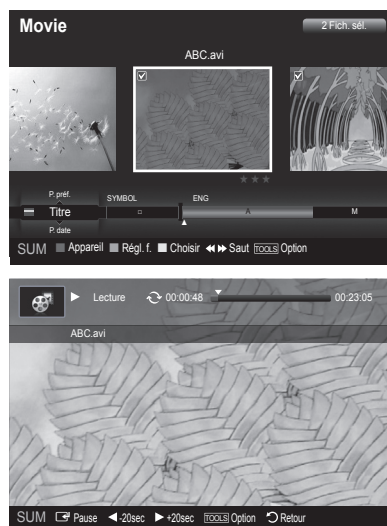 Movie
2 Fich. sél.
ABC.avi
P. préf.
SYMBOL
ENG
Titre
A
M
P. date
SUM Appareil Régl. f. Choisir Saut TOOLS Option
Lecture 00:00:48 00:23:05
ABC.avi
SUM Pause -20sec +20sec TOOLS Option Retour